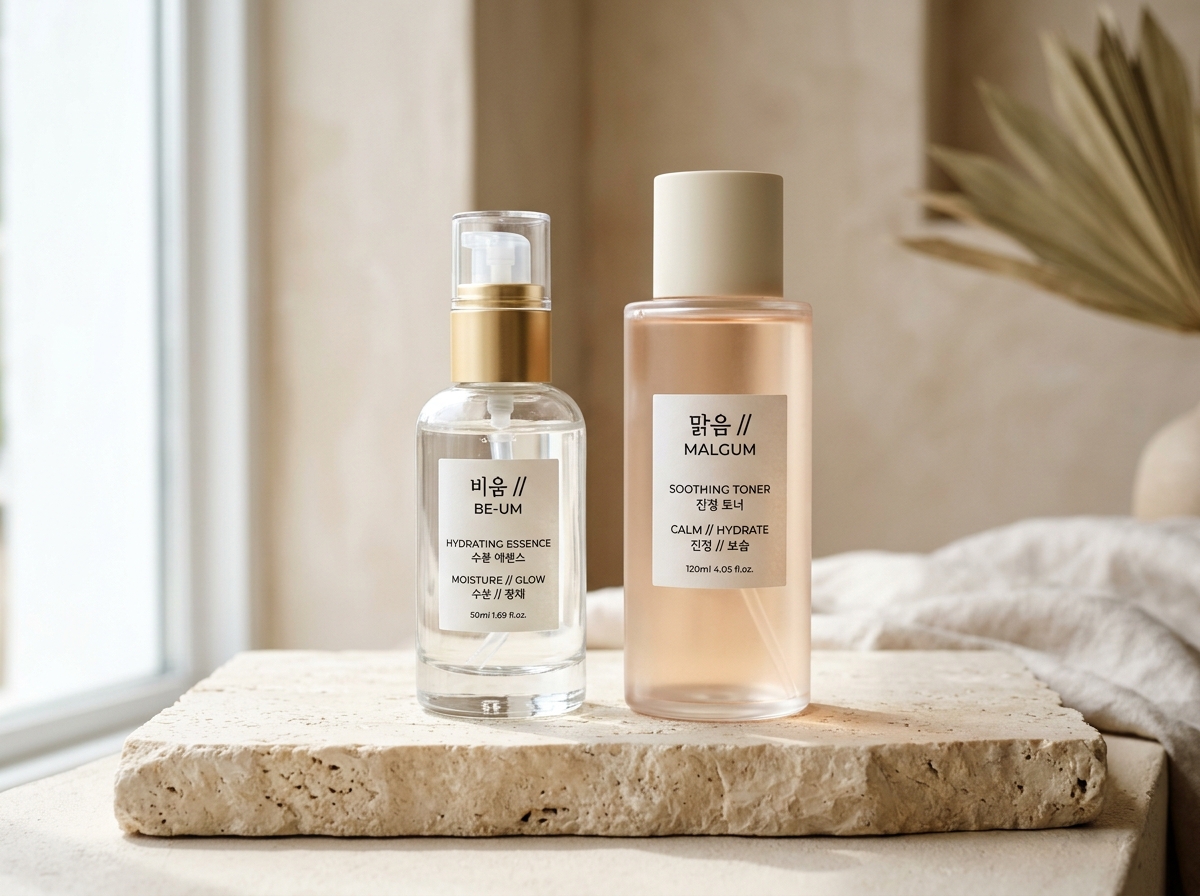 비움 //
BE-UM
HYDRATING ESSENCE
수분 에센스
MOISTURE // GLOW
수분 //
50ml 1.69 fl.oz.
맑음 //
MALGUM
SOOTHING TONER
진정 토너
CALM // HYDRATE
진정 // 보습
120ml 4.05 fl.oz.